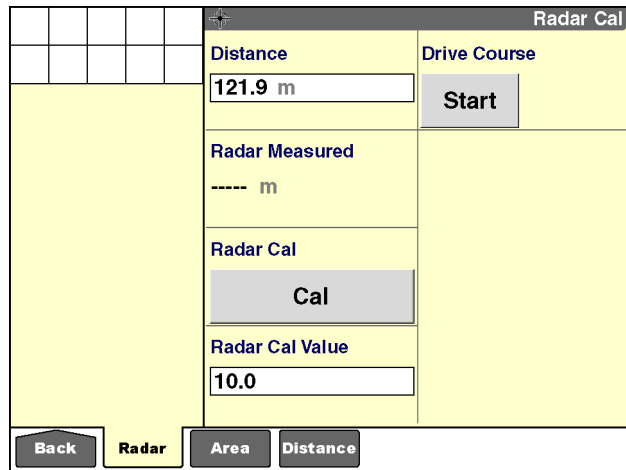 Radar Cal
Distance
121.9 m
Drive Course
Start
Radar Measured
----- m
Radar Cal
Cal
Radar Cal Value
10.0
Back
Radar
Area
Distance